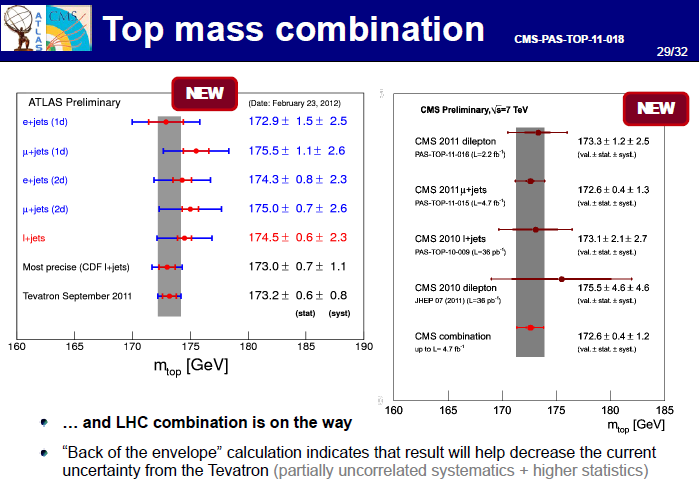 ATLAS
CMS
Top mass combination
CMS-PAS-TOP-11-018
29/32
NEW
ATLAS Preliminary
(Date: February 23, 2012)
e+jets (1d) 172.9 ± 1.5 ± 2.5
μ+jets (1d) 175.5 ± 1.1 ± 2.6
e+jets (2d) 174.3 ± 0.8 ± 2.3
μ+jets (2d) 175.0 ± 0.7 ± 2.6
l+jets 174.5 ± 0.6 ± 2.3
Most precise (CDF l+jets) 173.0 ± 0.7 ± 1.1
Tevatron September 2011 173.2 ± 0.6 ± 0.8
(stat) (syst)
160 165 170 175 180 185 190
m_top [GeV]
NEW
CMS Preliminary, √s=7 TeV
CMS 2011 dilepton 173.3 ± 1.2 ± 2.5
PAS-TOP-11-016 (L=2.2 fb⁻¹) (val. ± stat. ± syst.)
CMS 2011 μ+jets 172.6 ± 0.4 ± 1.3
PAS-TOP-11-015 (L=4.7 fb⁻¹) (val. ± stat. ± syst.)
CMS 2010 l+jets 173.1 ± 2.1 ± 2.7
PAS-TOP-10-009 (L=36 pb⁻¹) (val. ± stat. ± syst.)
CMS 2010 dilepton 175.5 ± 4.6 ± 4.6
JHEP 07 (2011) (L=36 pb⁻¹) (val. ± stat. ± syst.)
CMS combination 172.6 ± 0.4 ± 1.2
up to L= 4.7 fb⁻¹ (val. ± stat. ± syst.)
160 165 170 175 180 185
m_top [GeV]
• … and LHC combination is on the way
• “Back of the envelope” calculation indicates that result will help decrease the current
uncertainty from the Tevatron (partially uncorrelated systematics + higher statistics)